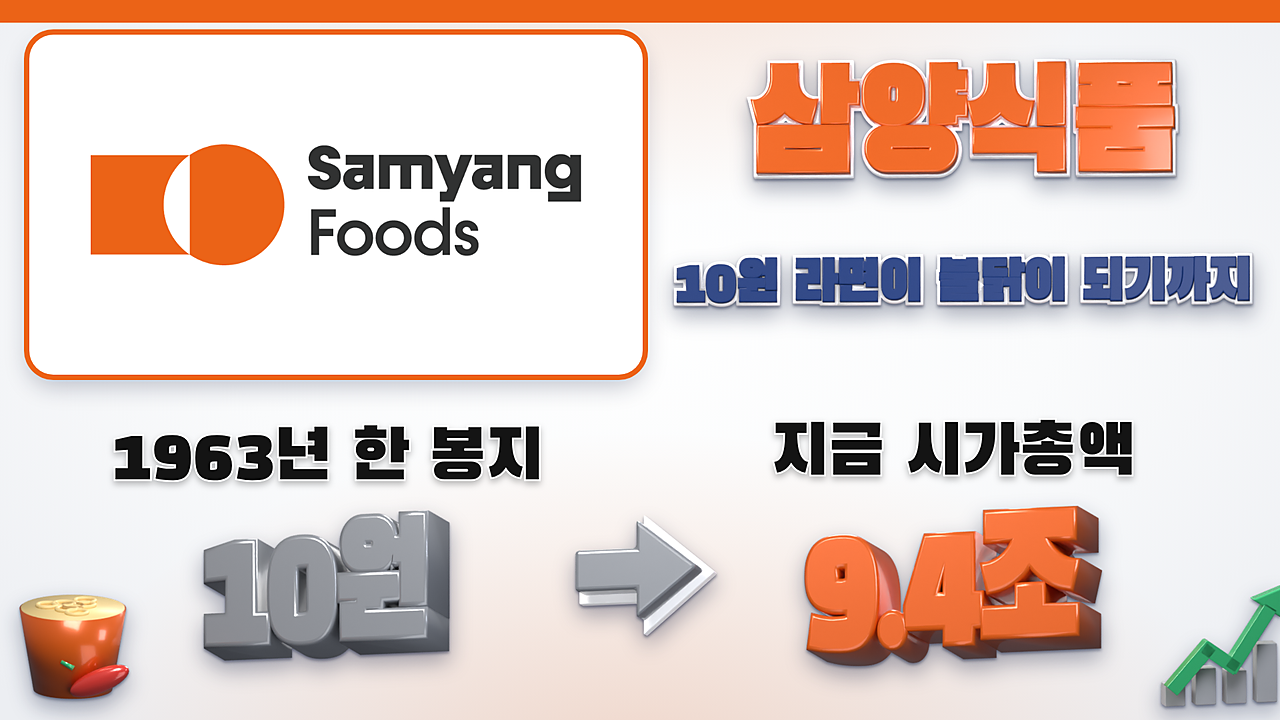 Samyang
Foods
삼양식품
10원 라면이 불닭이 되기까지
1963년 한 봉지
10원
지금 시가총액
9.4조